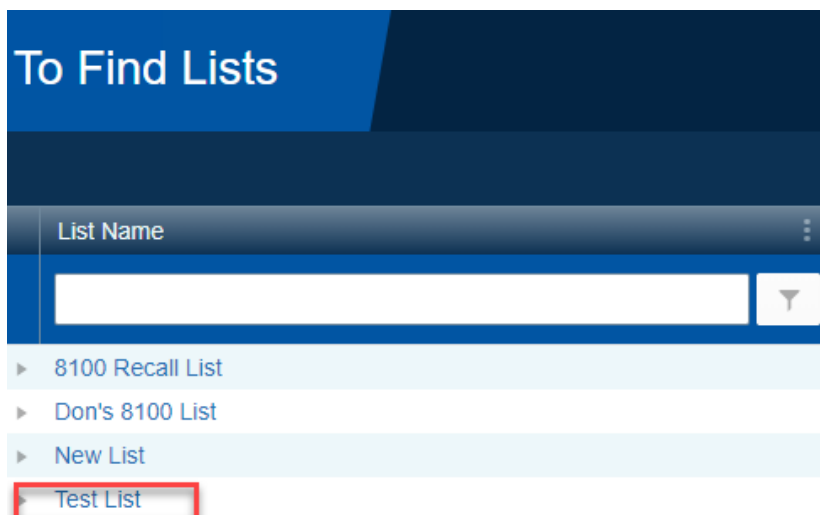 To Find Lists
List Name
8100 Recall List
Don's 8100 List
New List
Test List